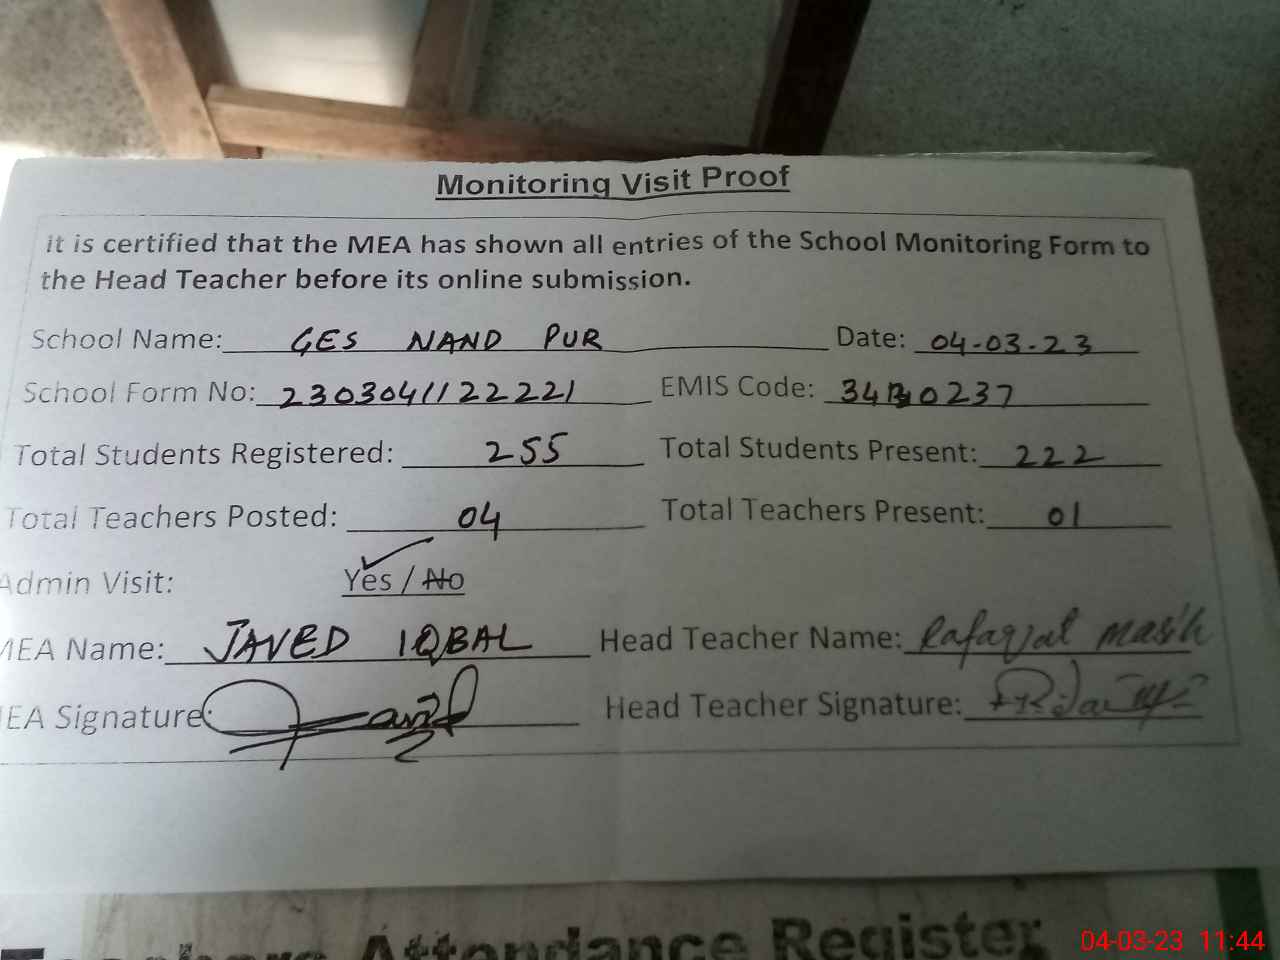 Monitoring Visit Proof
it is certified that the MEA has shown all entries of the School Monitoring Form to
the Head Teacher before its online submission.
School Name: GES NAND PUR Date: 04-03-23
School Form No: 2303041122221 EMIS Code:
Total Students Registered: 255 Total Students Present: 222
Total Teachers Posted: 04 Total Teachers Present: 01
Admin Visit: Yes / No
MEA Name: JAVED IQBAL Head Teacher Name: Masih
MEA Signature: Head Teacher Signature:
Teachers Attendance Register
04-03-23 11:44